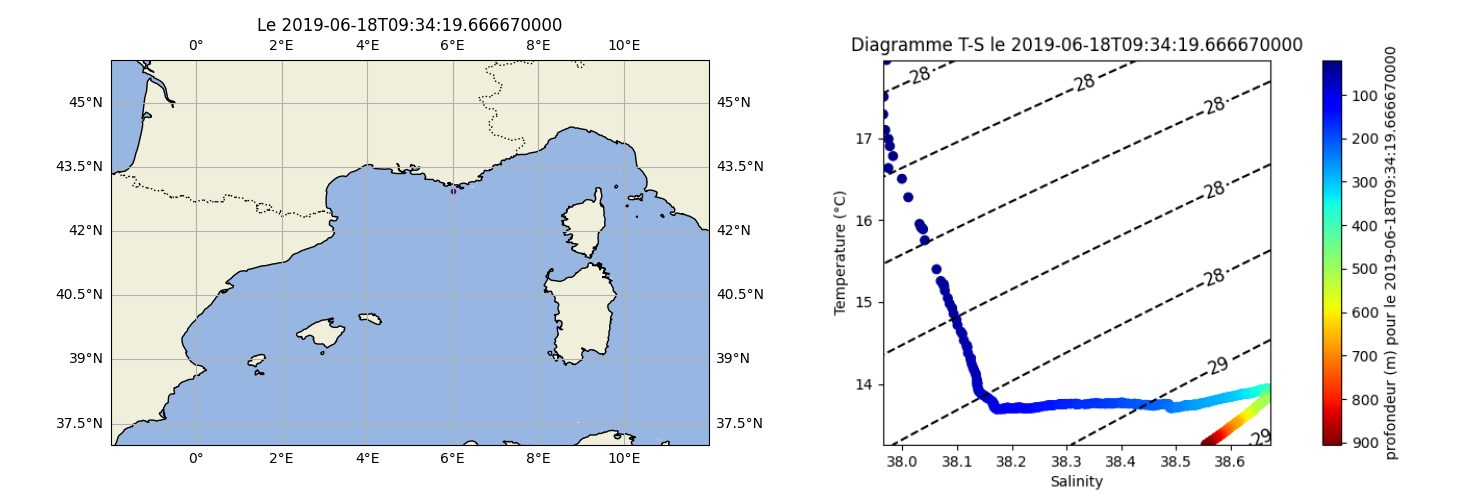 Le 2019-06-18T09:34:19.666670000
0° 2°E 4°E 6°E 8°E 10°E
45°N 45°N
43.5°N 43.5°N
42°N 42°N
40.5°N 40.5°N
39°N 39°N
37.5°N 37.5°N
0° 2°E 4°E 6°E 8°E 10°E
Diagramme T-S le 2019-06-18T09:34:19.666670000
Temperature (°C)
17
16
15
14
28
28
28
28
28
29
29
38.0 38.1 38.2 38.3 38.4 38.5 38.6
Salinity
100
200
300
400
500
600
700
800
900
profondeur (m) pour le 2019-06-18T09:34:19.666670000